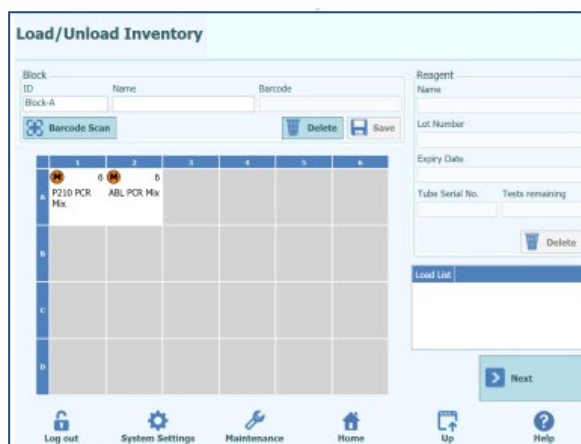 Load/Unload Inventory
Block
ID Name Barcode
Block-A
Barcode Scan Delete Save
1 2 3 4 5 6
A M 6 M 6
P210 PCR Mix ABL PCR Mix
B
C
D
Reagent
Name
Lot Number
Expiry Date
Tube Serial No. Tests remaining
Delete
Load List
Next
Log out System Settings Maintenance Home Up Help